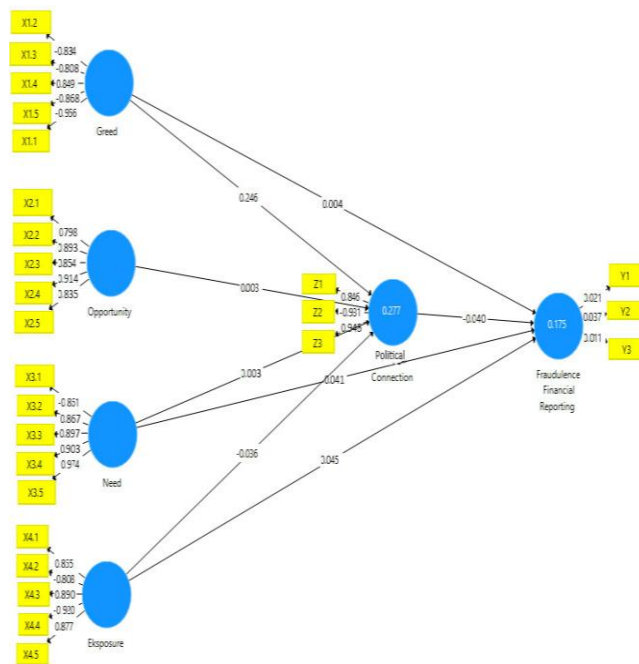 X1.2
-0.834
X1.3
-0.808
X1.4
0.849
X1.5
-0.868
-0.956
X1.1
Greed
0.246
0.004
X2.1
0.798
X2.2
0.893
X2.3
0.854
X2.4
0.914
0.835
X2.5
Opportunity
0.003
Z1
0.846
Z2
-0.931
Z3
0.277
Political
Connection
-0.040
Y1
0.021
Y2
0.037
0.011
Y3
0.175
Fraudulence
Financial
Reporting
X3.1
-0.851
X3.2
0.867
X3.3
0.897
X3.4
0.903
0.974
X3.5
Need
0.003
0.041
X4.1
X4.2
-0.808
X4.3
0.890
X4.4
0.877
X4.5
Eksposure
-0.036
0.045